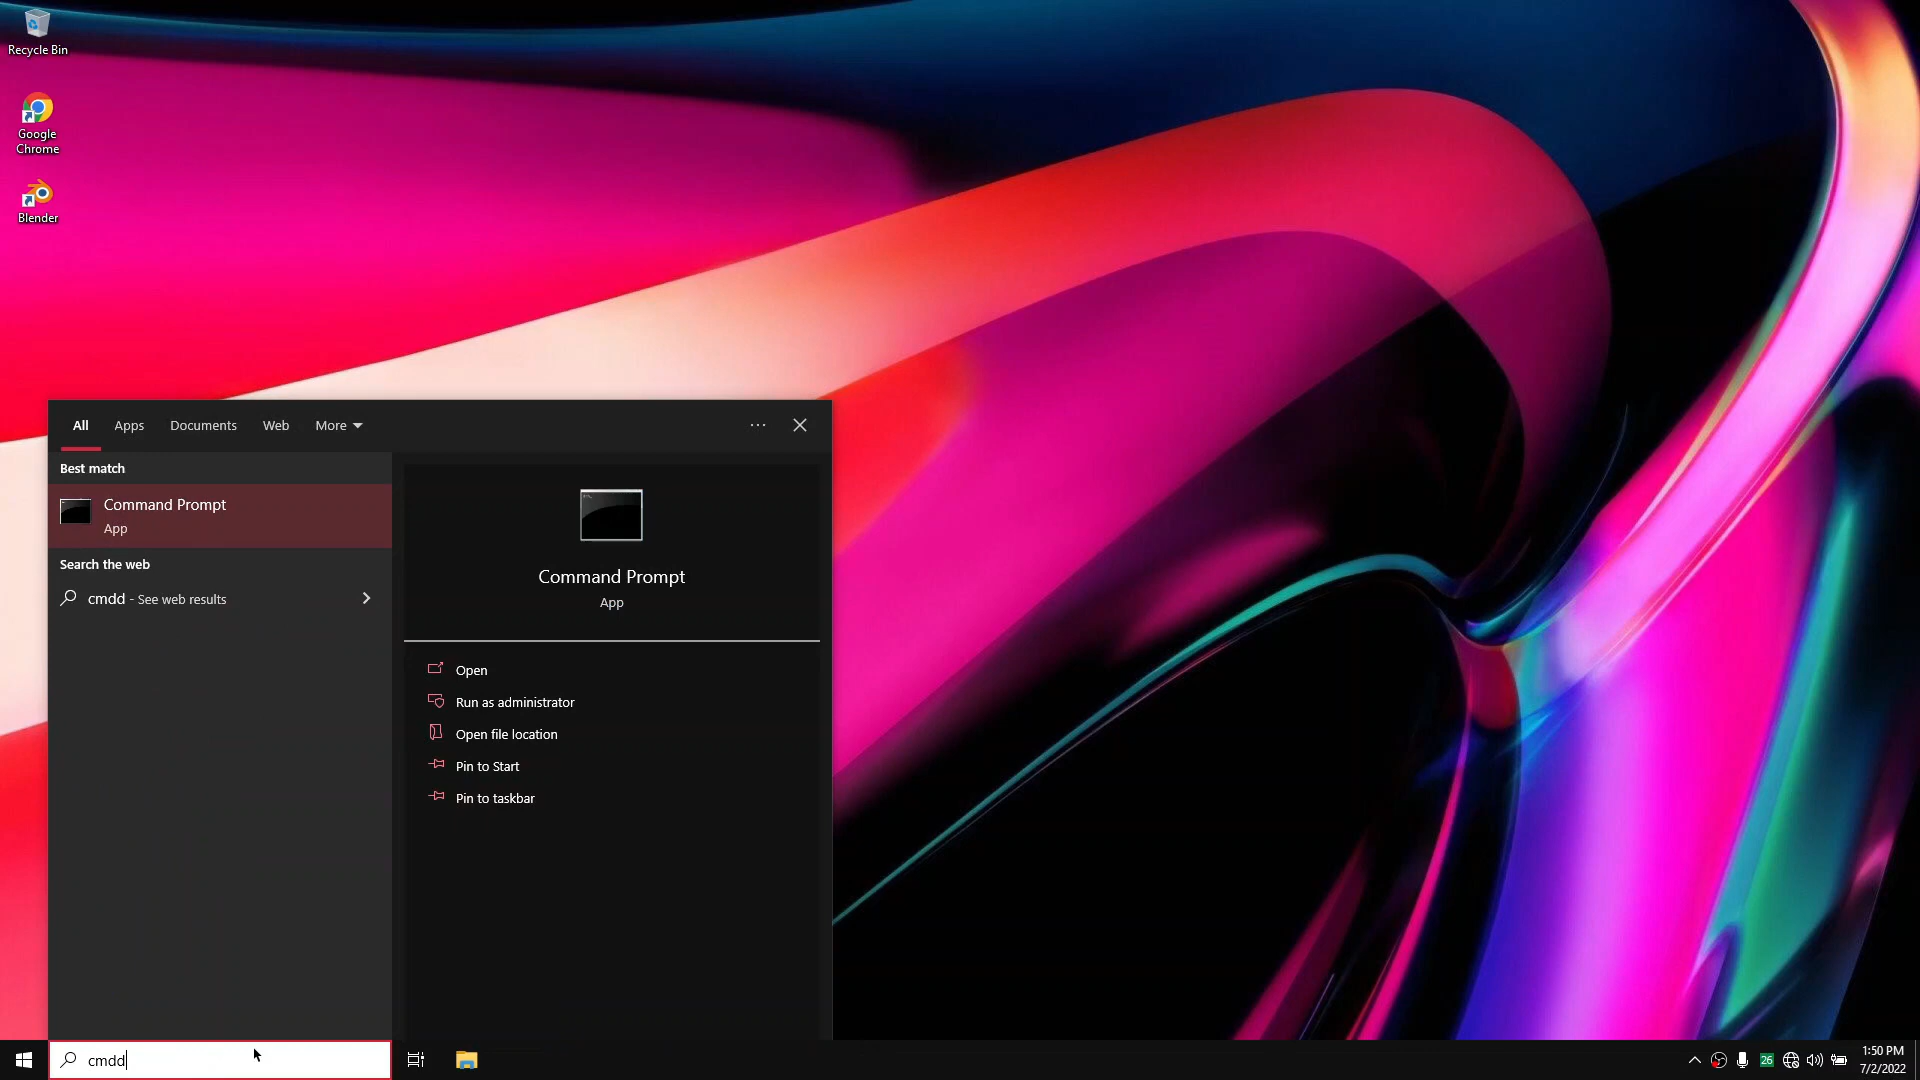 Recycle Bin
Google
Chrome
Blender
All Apps Documents Web More
Best match
Command Prompt
App
Search the web
cmdd - See web results
Command Prompt
App
Open
Run as administrator
Open file location
Pin to Start
Pin to taskbar
cmdd
26
1:50 PM
7/2/2022